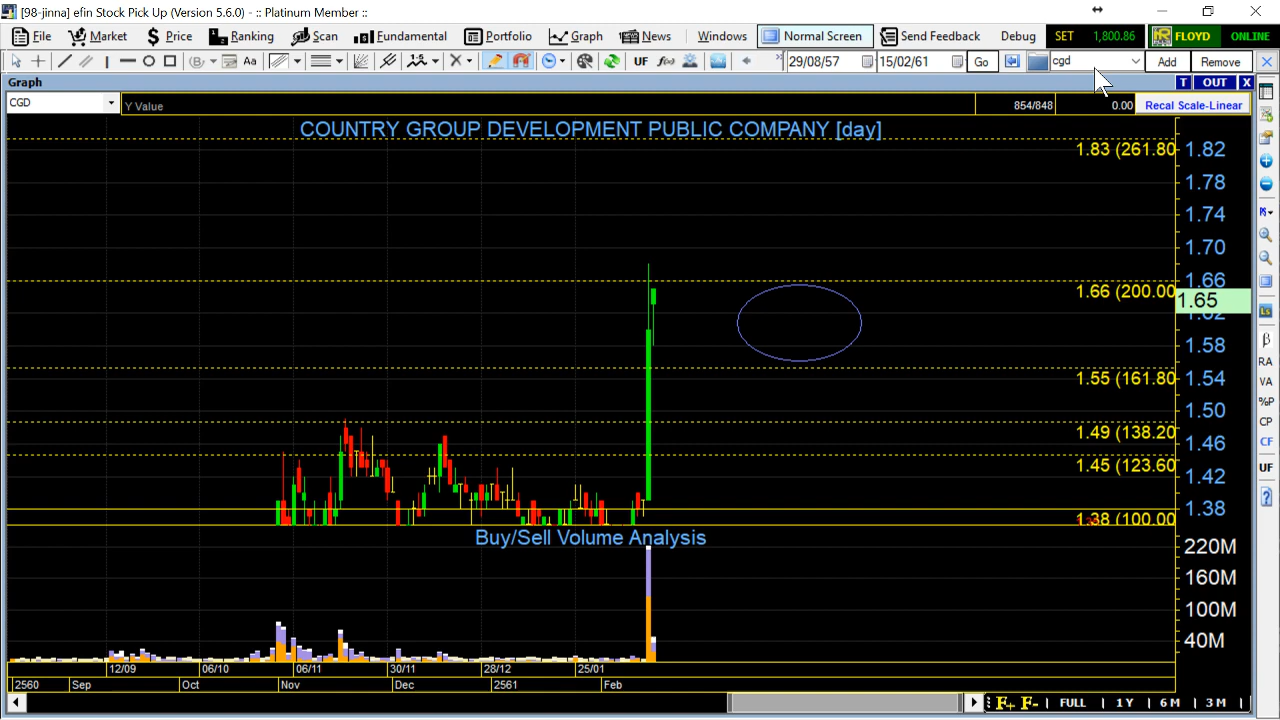 [98-jinna] efin Stock Pick Up (Version 5.6.0) - :: Platinum Member ::
File Market Price Ranking Scan Fundamental Portfolio Graph News Windows Normal Screen Send Feedback Debug SET 1,800.86 FLOYD ONLINE
Aa UF f(x) 29/08/57 15/02/61 Go cgd Add Remove
Graph T OUT X
CGD Y Value 854/848 0.00 Recal Scale-Linear
COUNTRY GROUP DEVELOPMENT PUBLIC COMPANY [day]
1.83 (261.80 1.82
1.78
1.74
1.70
1.66
1.66 (200.00
1.65
1.62
1.58
1.55 (161.80 1.54
1.50
1.49 (138.20 1.46
1.45 (123.60 1.42
1.38
1.38 (100.00
Buy/Sell Volume Analysis
220M
160M
100M
40M
12/09 06/10 06/11 30/11 28/12 25/01
2560 Sep Oct Nov Dec 2561 Feb
F+ F- FULL 1 Y 6 M 3 M
Ls
β
RA
VA
%P
CP
CF
UF